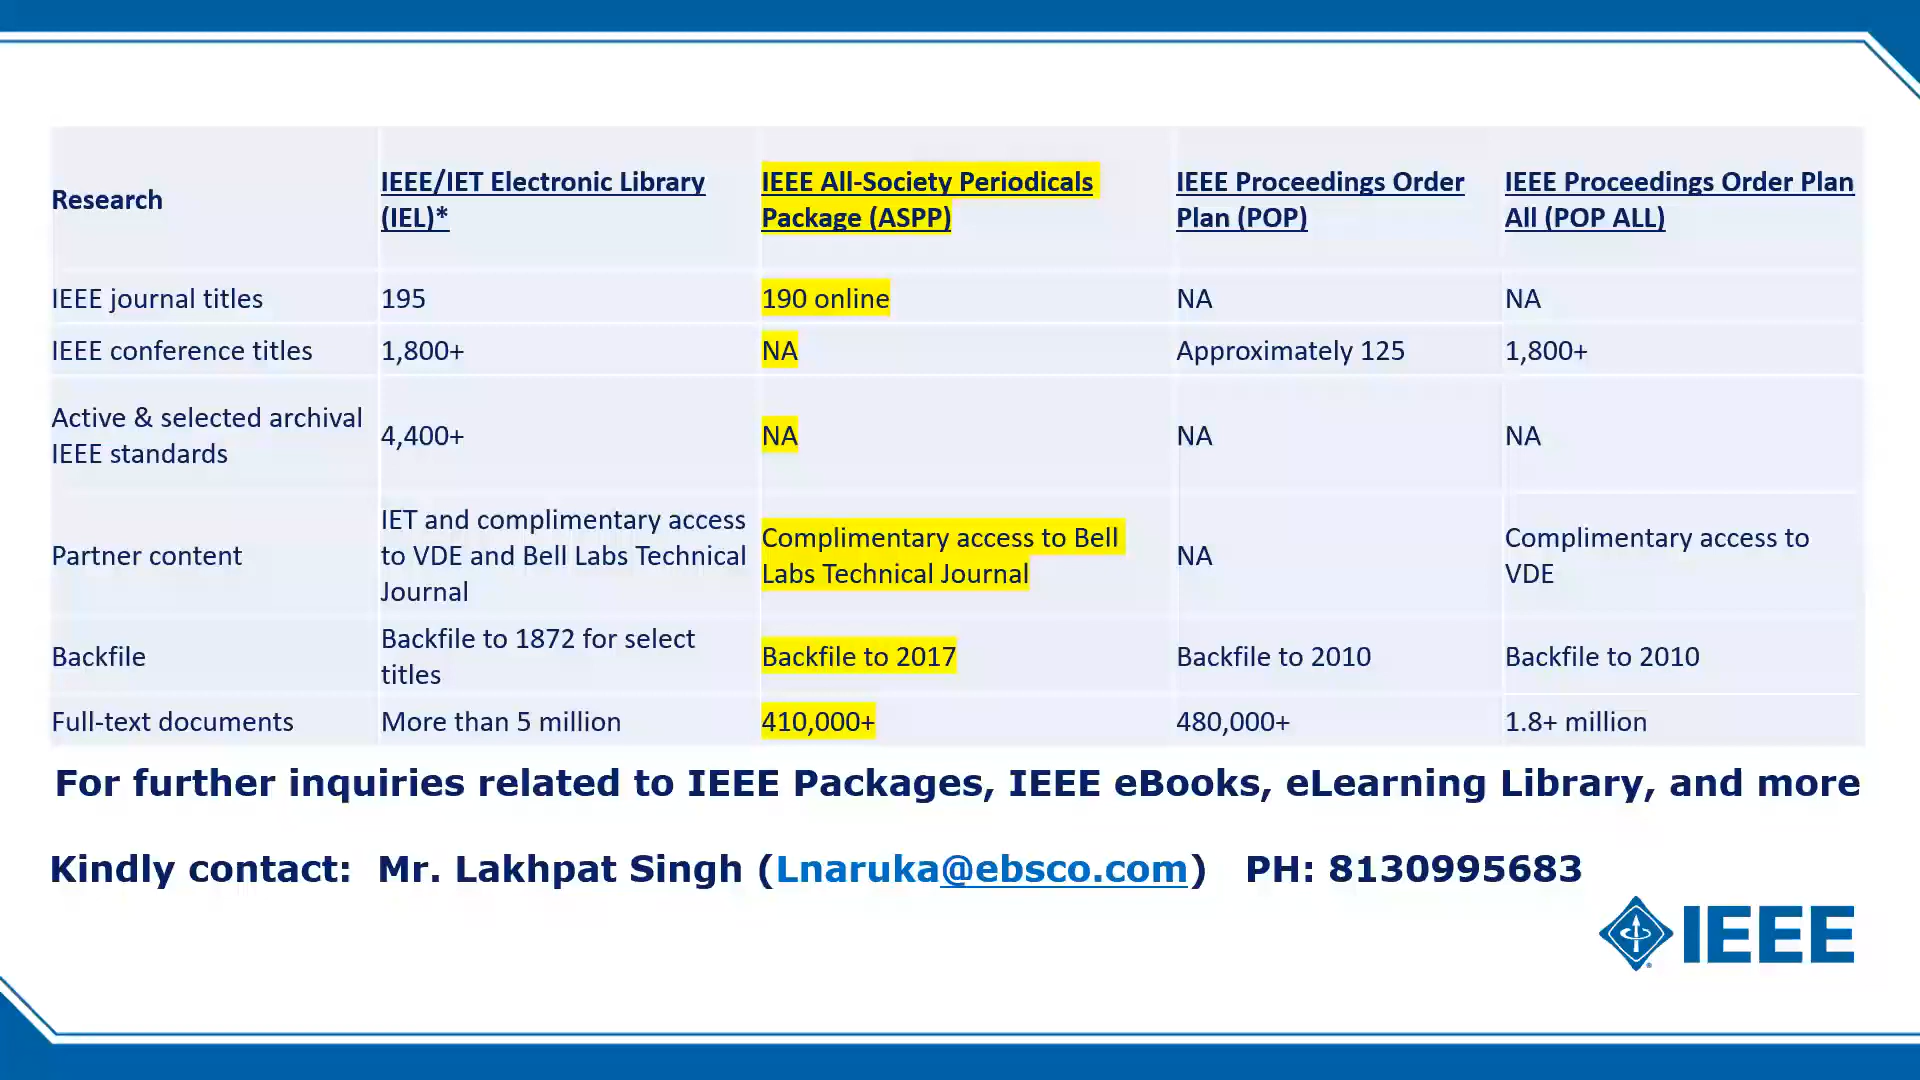 Research
IEEE/IET Electronic Library
(IEL)*
IEEE All-Society Periodicals
Package (ASPP)
IEEE Proceedings Order
Plan (POP)
IEEE Proceedings Order Plan
All (POP ALL)
IEEE journal titles
195
190 online
NA
NA
IEEE conference titles
1,800+
NA
Approximately 125
1,800+
Active & selected archival
IEEE standards
4,400+
NA
NA
NA
Partner content
IET and complimentary access
to VDE and Bell Labs Technical
Journal
Complimentary access to Bell
Labs Technical Journal
NA
Complimentary access to
VDE
Backfile
Backfile to 1872 for select
titles
Backfile to 2017
Backfile to 2010
Backfile to 2010
Full-text documents
More than 5 million
410,000+
480,000+
1.8+ million
For further inquiries related to IEEE Packages, IEEE eBooks, eLearning Library, and more
Kindly contact: Mr. Lakhpat Singh (Lnaruka@ebsco.com) PH: 8130995683
IEEE